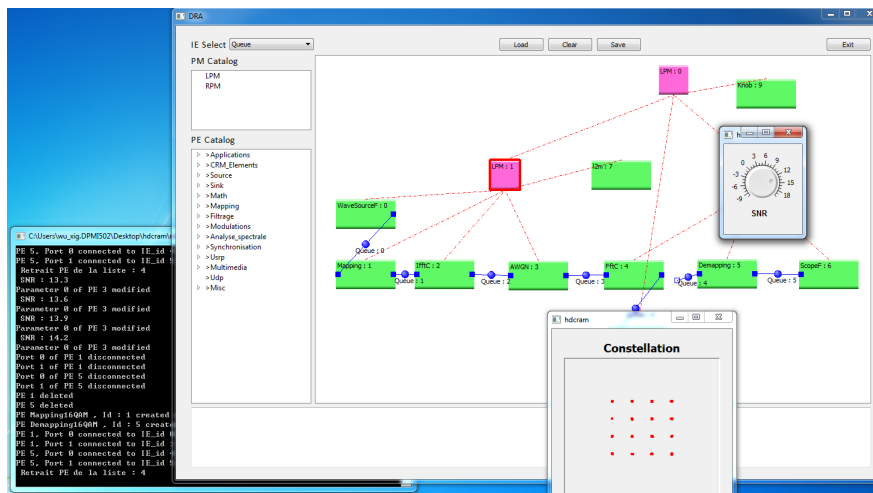 DRA
IE Select Queue
Load Clear Save Exit
PM Catalog
LPM
RPM
PE Catalog
>Applications
>CRM_Elements
>Source
>Sink
>Math
>Mapping
>Filtrage
>Modulations
>Analyse_spectrale
>Synchronisation
>Usrp
>Multimedia
>Udp
>Misc
LPM : 0
Knob : 9
LPM : 1
I2m : 7
WaveSourceF : 0
Queue : 0
Mapping : 1
IfftC : 2
AWGN : 3
FftC : 4
Demapping : 5
ScopeF : 6
Queue : 1
Queue : 2
Queue : 3
Queue : 4
Queue : 5
-9 -6 -3 0 3 6 9 12 15 18
SNR
hdcram
Constellation
C:\Users\wu_xig.DPMI502\Desktop\hdcram\
PE 5, Port 0 connected to IE_id
PE 5, Port 1 connected to IE_id
Retrait PE de la liste : 4
SNR : 13.3
Parameter 0 of PE 3 modified
SNR : 13.6
Parameter 0 of PE 3 modified
SNR : 13.9
Parameter 0 of PE 3 modified
SNR : 14.2
Parameter 0 of PE 3 modified
Port 0 of PE 1 disconnected
Port 1 of PE 1 disconnected
Port 0 of PE 5 disconnected
Port 1 of PE 5 disconnected
PE 1 deleted
PE 5 deleted
PE Mapping16QAM , Id : 1 created
PE Demapping16QAM , Id : 5 create
PE 1, Port 0 connected to IE_id
PE 1, Port 1 connected to IE_id
PE 5, Port 0 connected to IE_id
PE 5, Port 1 connected to IE_id
Retrait PE de la liste : 4